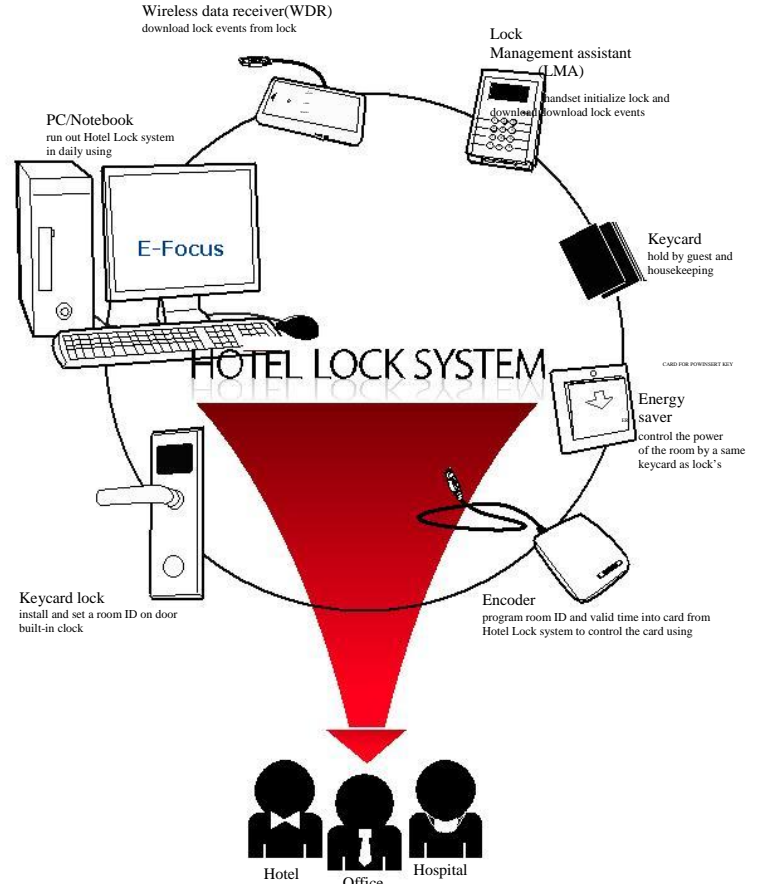 Wireless data receiver(WDR)
download lock events from lock
Lock
Management assistant
(LMA)
handset initialize lock and
download download lock events
PC/Notebook
run out Hotel Lock system
in daily using
E-Focus
Keycard
hold by guest and
housekeeping
HOTEL LOCK SYSTEM
CARD FOR POWINSERT KEY
Energy
saver
control the power
of the room by a same
keycard as lock's
Keycard lock
install and set a room ID on door
built-in clock
Encoder
program room ID and valid time into card from
Hotel Lock system to control the card using
Hotel
Office
Hospital